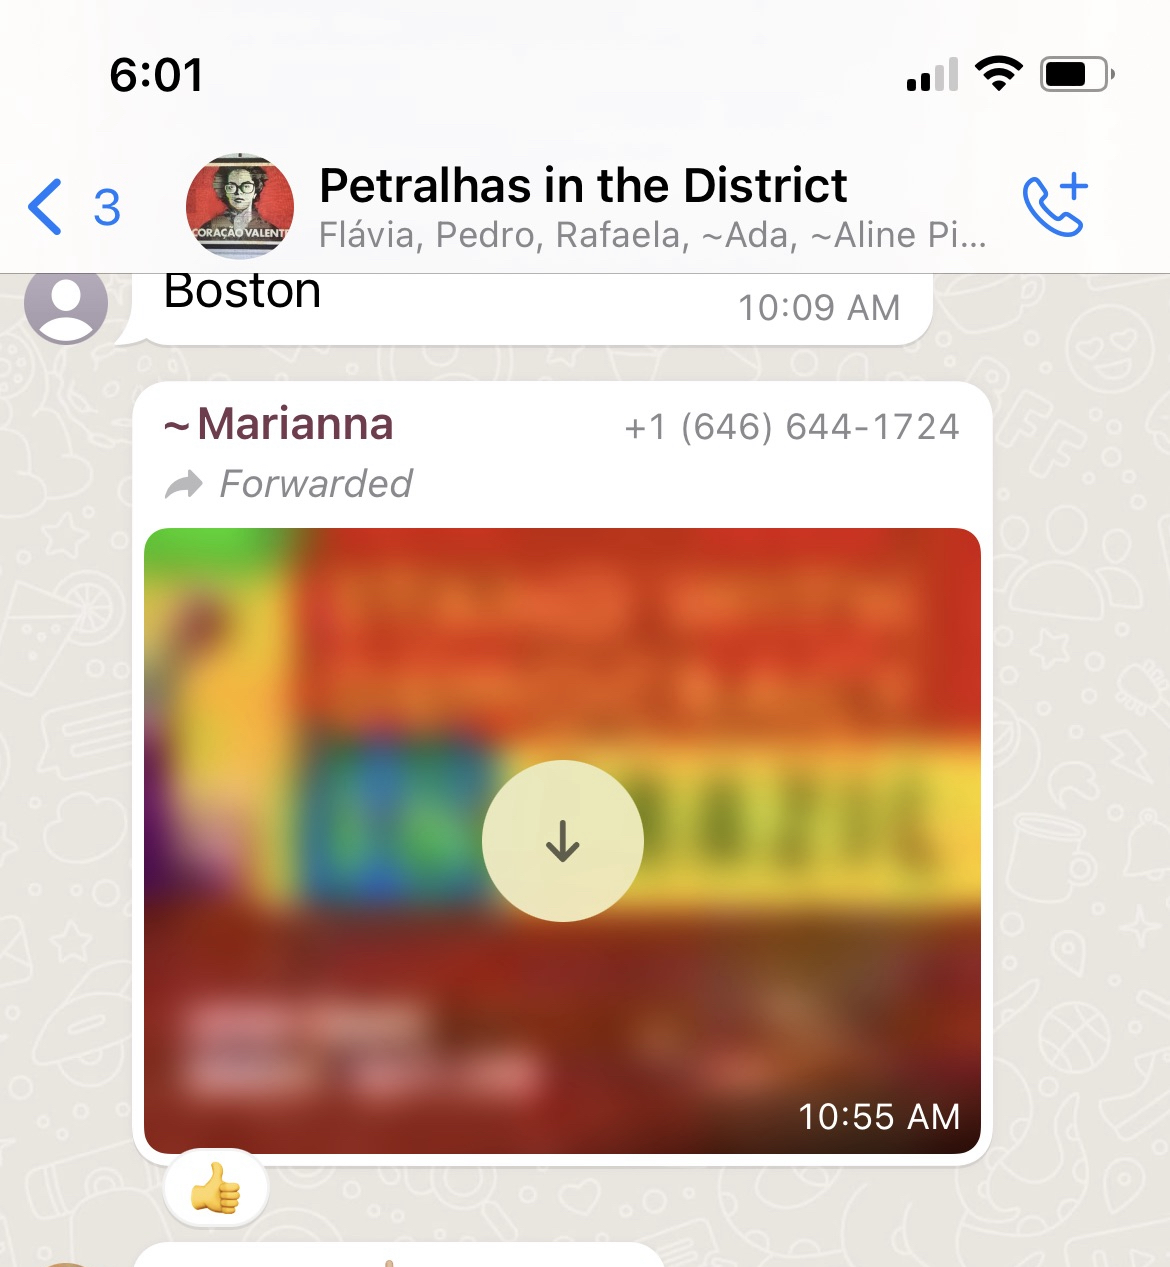 6:01
3
CORAÇÃO VALENTE
Petralhas in the District
Flávia, Pedro, Rafaela, ~Ada, ~Aline Pi...
Boston
10:09 AM
~Marianna
+1 (646) 644-1724
Forwarded
10:55 AM